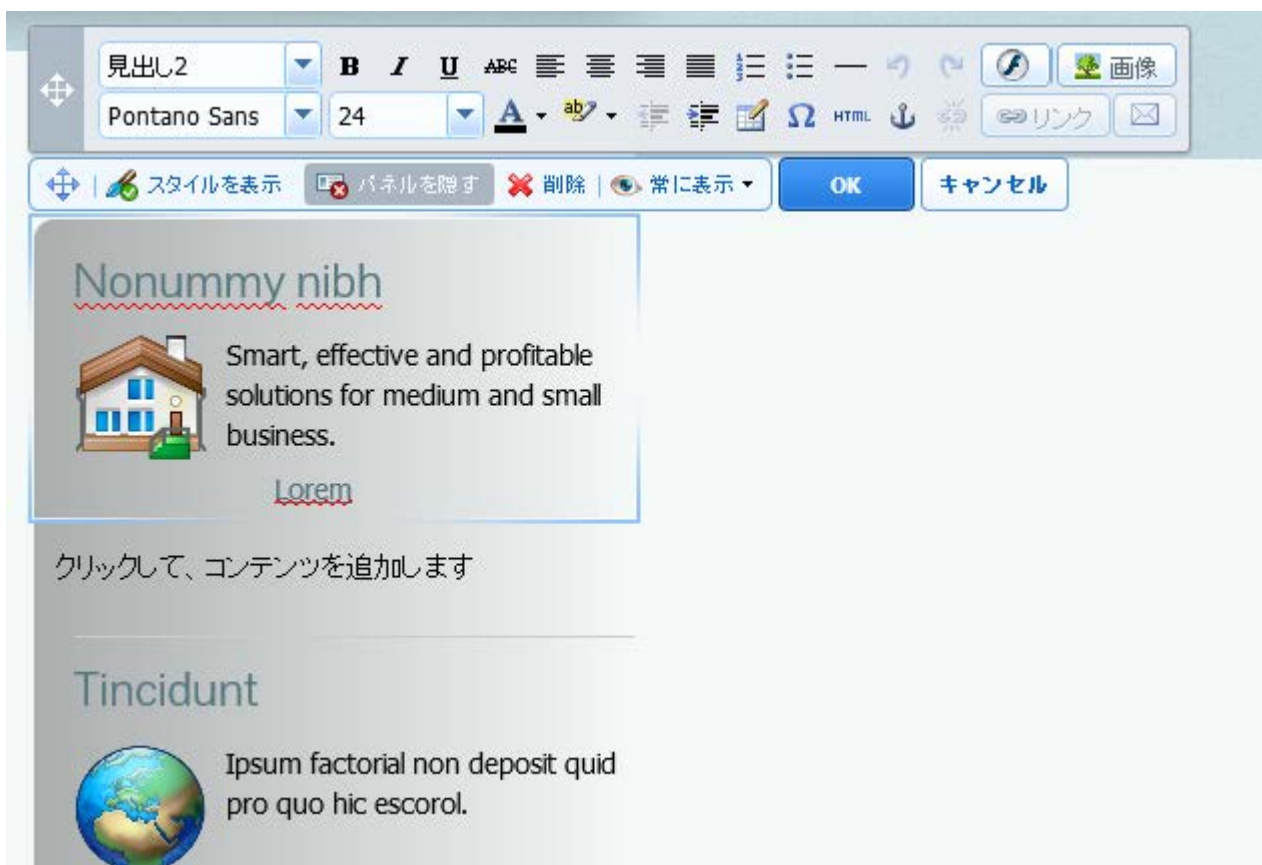 見出し2 B I U ABC 画像
Pontano Sans 24 A ab Ω HTML リンク
スタイルを表示 パネルを隠す 削除 常に表示 OK キャンセル
Nonummy nibh
Smart, effective and profitable
solutions for medium and small
business.
Lorem
クリックして、コンテンツを追加します
Tincidunt
Ipsum factorial non deposit quid
pro quo hic escorol.